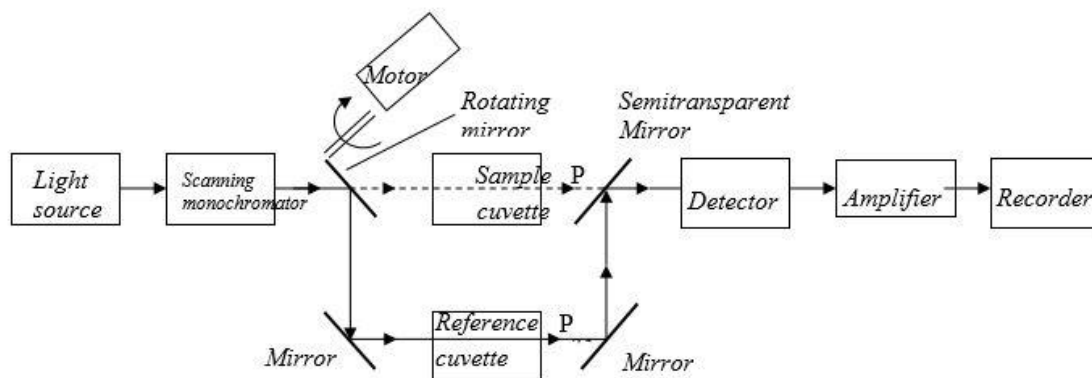 Motor
Rotating
mirror
Semitransparent
Mirror
Light
source
Scanning
monochromator
Sample
cuvette
P
Detector
Amplifier
Recorder
Mirror
Reference
cuvette
P
Mirror